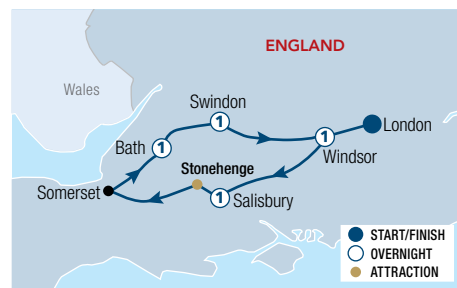 ENGLAND
Wales
Swindon
1
London
1
Bath
1
Windsor
Stonehenge
Somerset
1
Salisbury
START/FINISH
OVERNIGHT
ATTRACTION